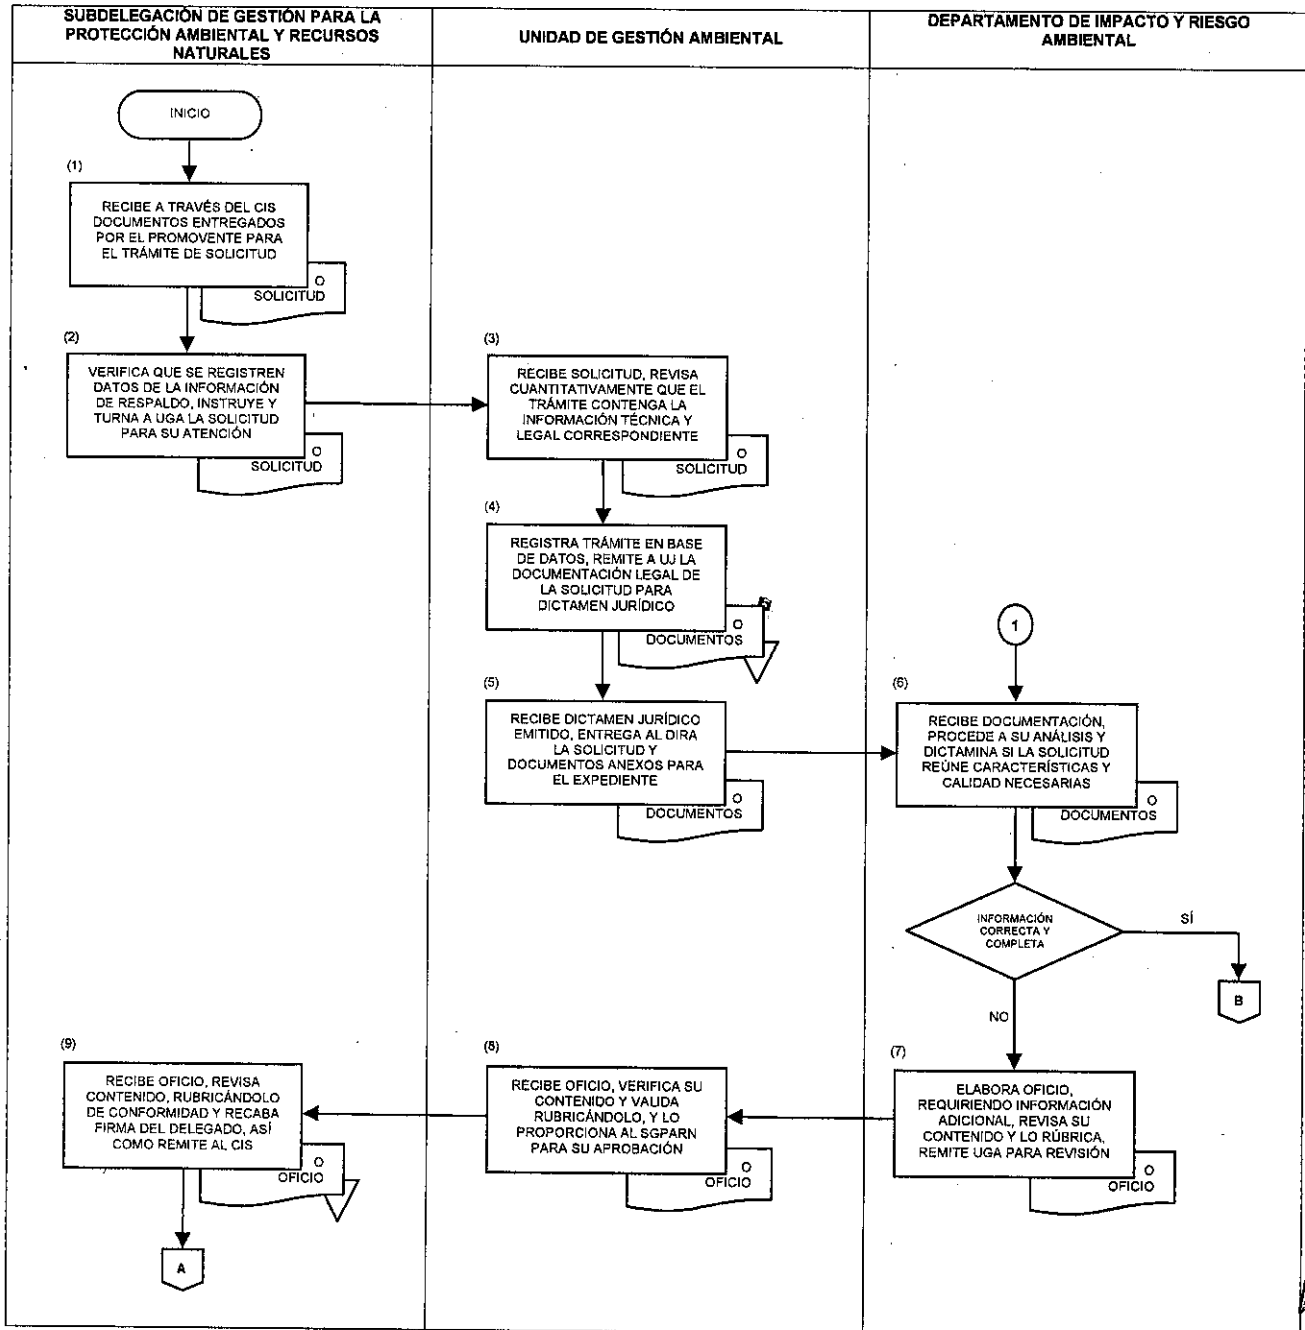 SUBDELEGACIÓN DE GESTIÓN PARA LA
PROTECCIÓN AMBIENTAL Y RECURSOS
NATURALES
UNIDAD DE GESTIÓN AMBIENTAL
DEPARTAMENTO DE IMPACTO Y RIESGO
AMBIENTAL
INICIO
(1)
RECIBE A TRAVÉS DEL CIS
DOCUMENTOS ENTREGADOS
POR EL PROMOVENTE PARA
EL TRÁMITE DE SOLICITUD
O
SOLICITUD
(2)
VERIFICA QUE SE REGISTREN
DATOS DE LA INFORMACIÓN
DE RESPALDO, INSTRUYE Y
TURNA A UGA LA SOLICITUD
PARA SU ATENCIÓN
O
SOLICITUD
(3)
RECIBE SOLICITUD, REVISA
CUANTITATIVAMENTE QUE EL
TRÁMITE CONTENGA LA
INFORMACIÓN TÉCNICA Y
LEGAL CORRESPONDIENTE
O
SOLICITUD
(4)
REGISTRA TRÁMITE EN BASE
DE DATOS, REMITE A UJ LA
DOCUMENTACIÓN LEGAL DE
LA SOLICITUD PARA
DICTAMEN JURÍDICO
O
DOCUMENTOS
(5)
RECIBE DICTAMEN JURÍDICO
EMITIDO, ENTREGA AL DIRA
LA SOLICITUD Y
DOCUMENTOS ANEXOS PARA
EL EXPEDIENTE
O
DOCUMENTOS
1
(6)
RECIBE DOCUMENTACIÓN,
PROCEDE A SU ANÁLISIS Y
DICTAMINA SI LA SOLICITUD
REÚNE CARACTERÍSTICAS Y
CALIDAD NECESARIAS
O
DOCUMENTOS
INFORMACIÓN
CORRECTA Y
COMPLETA
SÍ
B
NO
(7)
ELABORA OFICIO,
REQUIRIENDO INFORMACIÓN
ADICIONAL, REVISA SU
CONTENIDO Y LO RÚBRICA,
REMITE UGA PARA REVISIÓN
O
OFICIO
(8)
RECIBE OFICIO, VERIFICA SU
CONTENIDO Y VALIDA
RUBRICÁNDOLO, Y LO
PROPORCIONA AL SGPARN
PARA SU APROBACIÓN
O
OFICIO
(9)
RECIBE OFICIO, REVISA
CONTENIDO, RUBRICÁNDOLO
DE CONFORMIDAD Y RECABA
FIRMA DEL DELEGADO, ASÍ
COMO REMITE AL CIS
O
OFICIO
A